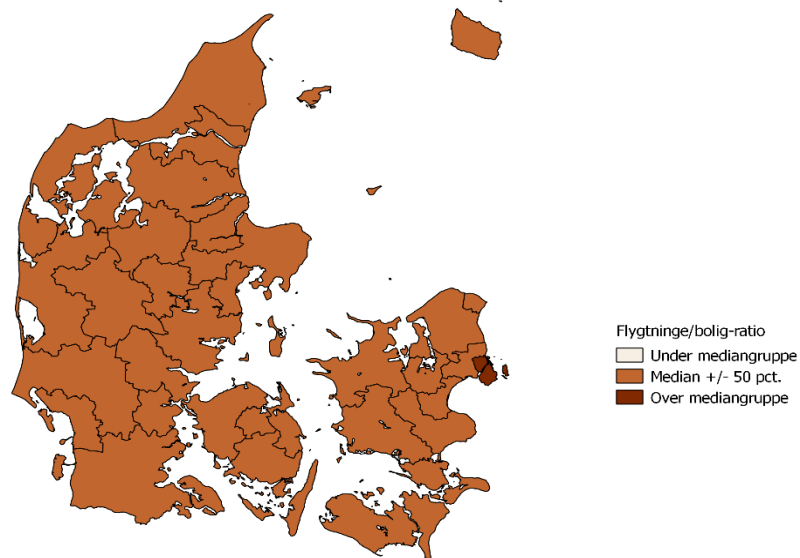 Flygtninge/bolig-ratio
Under mediangruppe
Median +/- 50 pct.
Over mediangruppe